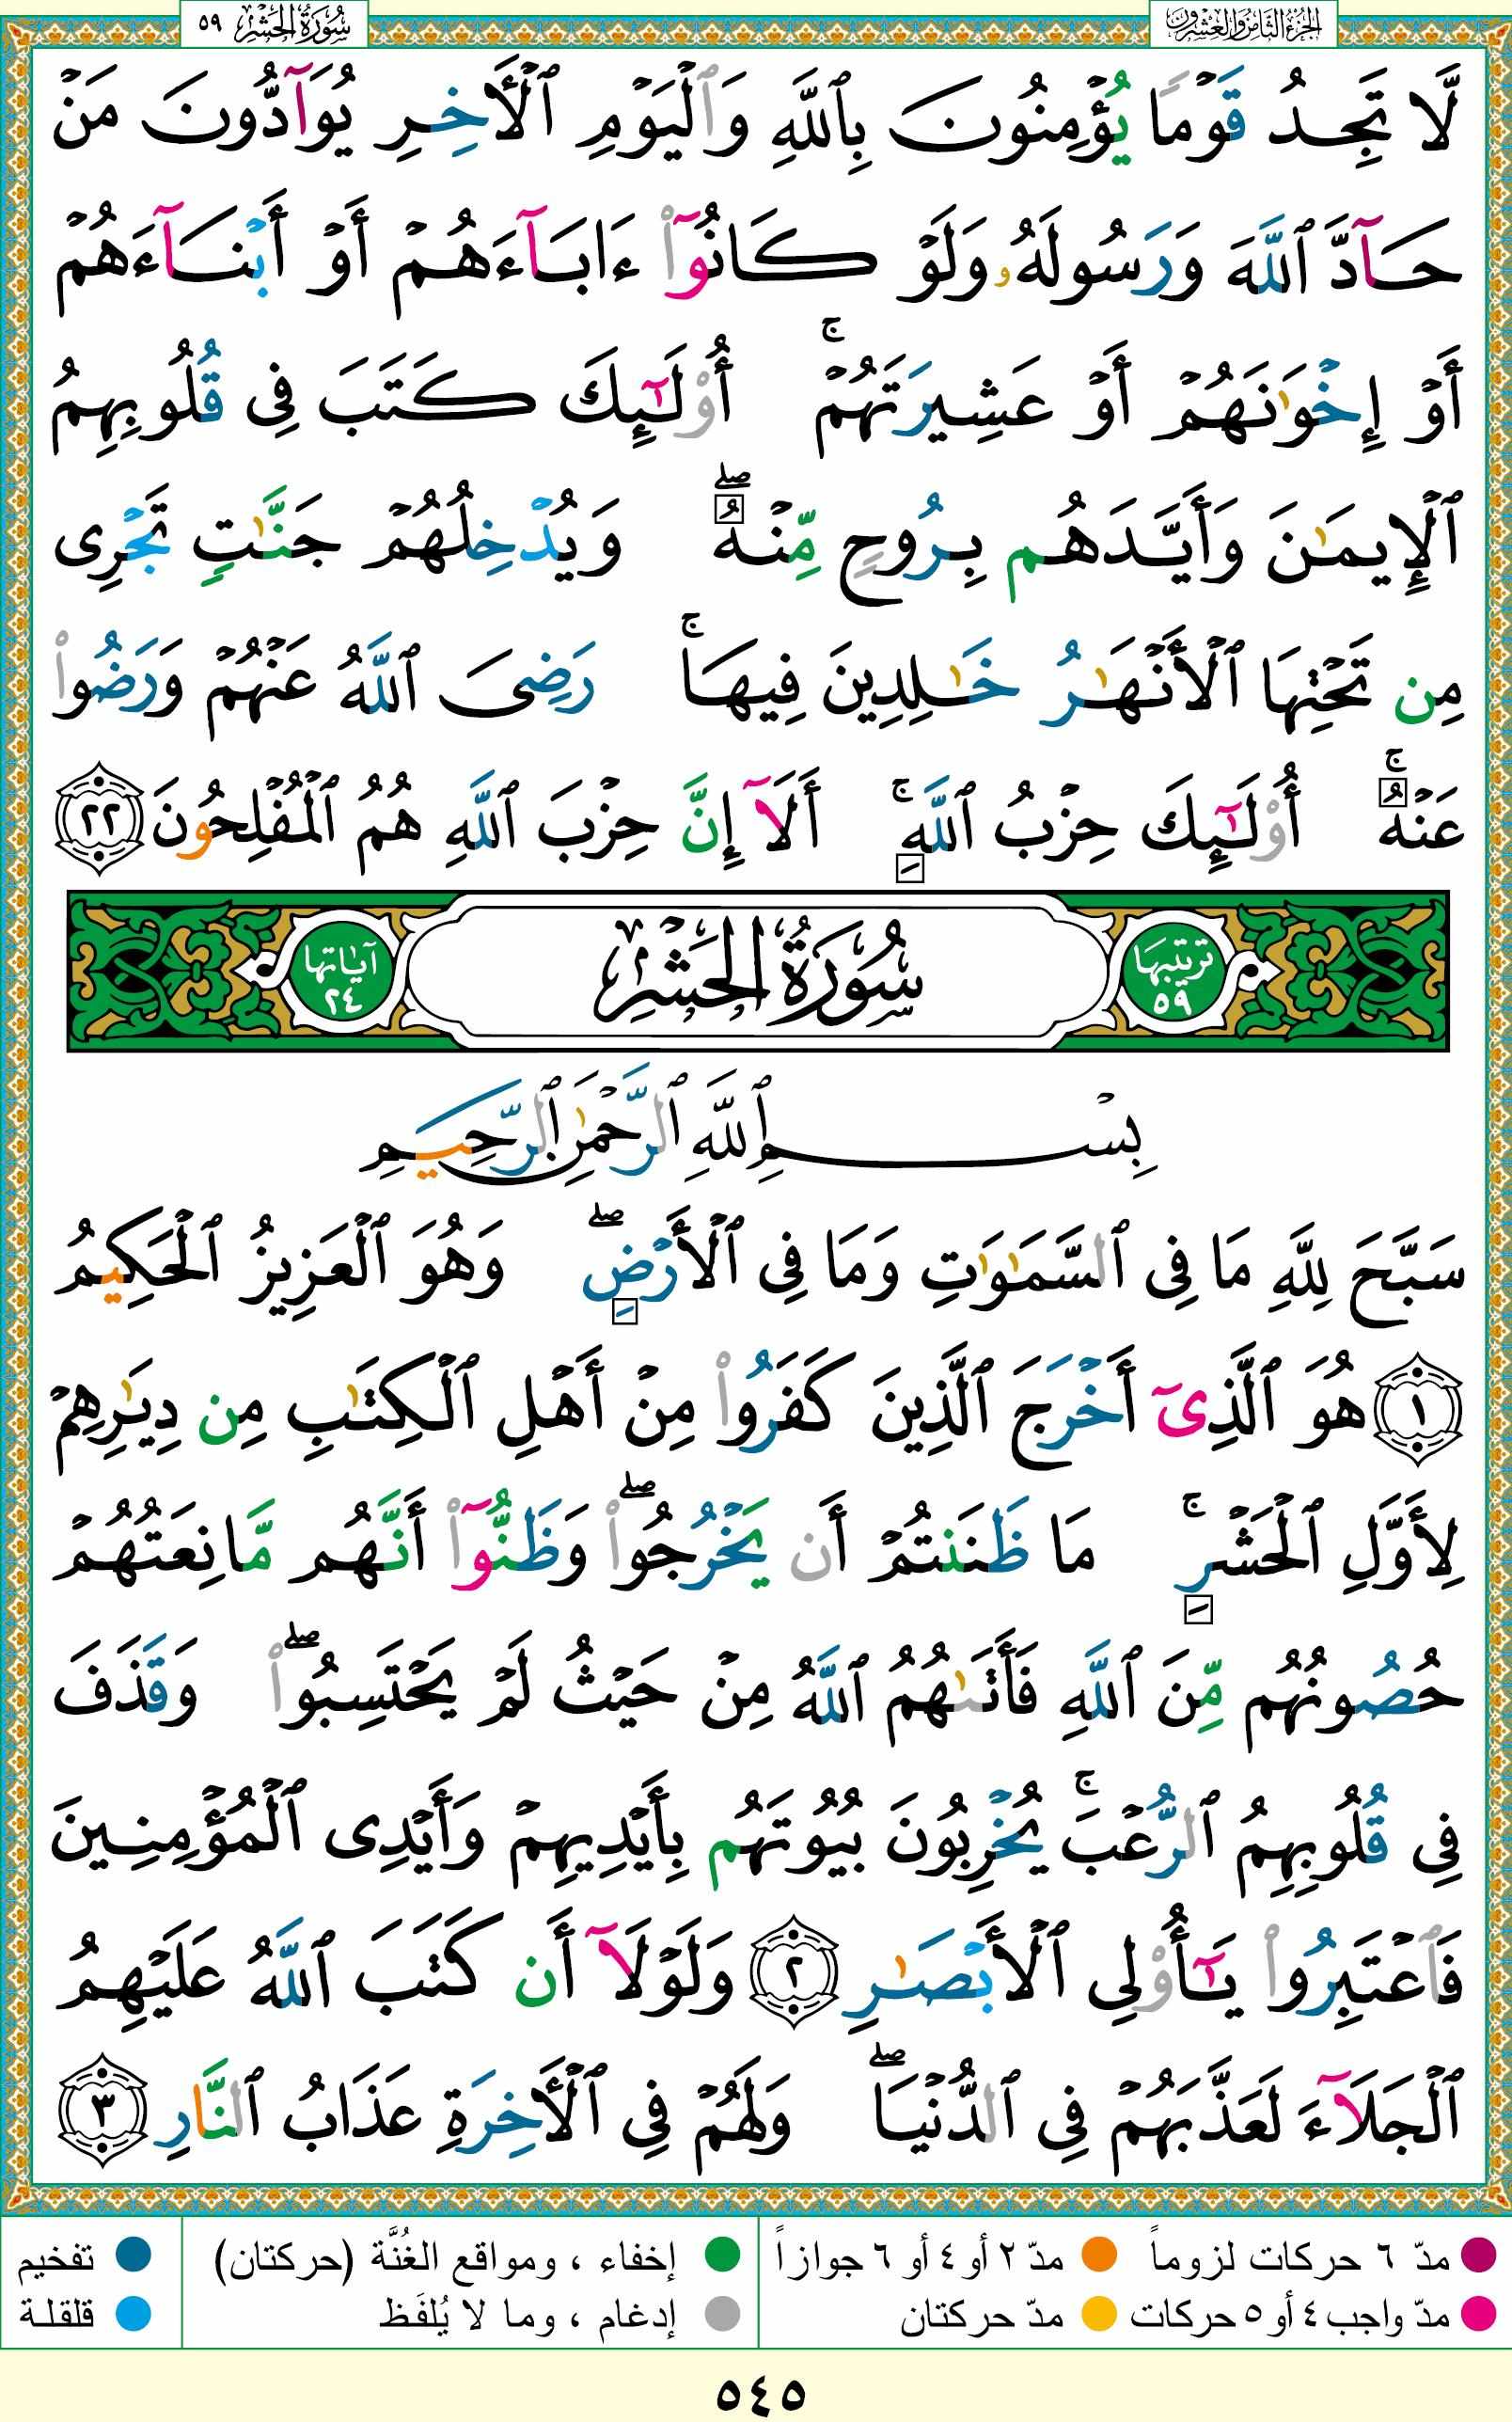 الجزء الثامن والعشرون
سُورَةُ الحَشْرِ ٥٩
لَّا تَجِدُ قَوْمًا يُؤْمِنُونَ بِٱللَّهِ وَٱلْيَوْمِ ٱلْأَخِرِ يُوَآدُّونَ مَنْ
حَآدَّ ٱللَّهَ وَرَسُولَهُۥ وَلَوْ كَانُوٓا۟ ءَابَآءَهُمْ أَوْ أَبْنَآءَهُمْ
أَوْ إِخْوَٰنَهُمْ أَوْ عَشِيرَتَهُمْ ۚ أُو۟لَٰٓئِكَ كَتَبَ فِى قُلُوبِهِمُ
ٱلْإِيمَٰنَ وَأَيَّدَهُم بِرُوحٍ مِّنْهُ ۖ وَيُدْخِلُهُمْ جَنَّٰتٍ تَجْرِى
مِن تَحْتِهَا ٱلْأَنْهَٰرُ خَٰلِدِينَ فِيهَا ۚ رَضِىَ ٱللَّهُ عَنْهُمْ وَرَضُوا۟
عَنْهُ ۚ أُو۟لَٰٓئِكَ حِزْبُ ٱللَّهِ ۚ أَلَآ إِنَّ حِزْبَ ٱللَّهِ هُمُ ٱلْمُفْلِحُونَ ٢٢
ترتيبها ٥٩ سُورَةُ الحَشْرِ آياتها ٢٤
بِسْمِ ٱللَّهِ ٱلرَّحْمَٰنِ ٱلرَّحِيمِ
سَبَّحَ لِلَّهِ مَا فِى ٱلسَّمَٰوَٰتِ وَمَا فِى ٱلْأَرْضِ ۖ وَهُوَ ٱلْعَزِيزُ ٱلْحَكِيمُ
١ هُوَ ٱلَّذِىٓ أَخْرَجَ ٱلَّذِينَ كَفَرُوا۟ مِنْ أَهْلِ ٱلْكِتَٰبِ مِن دِيَٰرِهِمْ
لِأَوَّلِ ٱلْحَشْرِ ۚ مَا ظَنَنتُمْ أَن يَخْرُجُوا۟ ۖ وَظَنُّوٓا۟ أَنَّهُم مَّانِعَتُهُمْ
حُصُونُهُم مِّنَ ٱللَّهِ فَأَتَىٰهُمُ ٱللَّهُ مِنْ حَيْثُ لَمْ يَحْتَسِبُوا۟ ۖ وَقَذَفَ
فِى قُلُوبِهِمُ ٱلرُّعْبَ ۚ يُخْرِبُونَ بُيُوتَهُم بِأَيْدِيهِمْ وَأَيْدِى ٱلْمُؤْمِنِينَ
فَٱعْتَبِرُوا۟ يَٰٓأُو۟لِى ٱلْأَبْصَٰرِ ٢ وَلَوْلَآ أَن كَتَبَ ٱللَّهُ عَلَيْهِمُ
ٱلْجَلَآءَ لَعَذَّبَهُمْ فِى ٱلدُّنْيَا ۖ وَلَهُمْ فِى ٱلْأَخِرَةِ عَذَابُ ٱلنَّارِ ٣
مدّ ٦ حركات لزوماً مدّ ٢ أو ٤ أو ٦ جوازاً إخفاء ، ومواقع الغُنَّة (حركتان) تفخيم
مدّ واجب ٤ أو ٥ حركات مدّ حركتان إدغام ، وما لا يُلفَظ قلقلة
٥٤٥